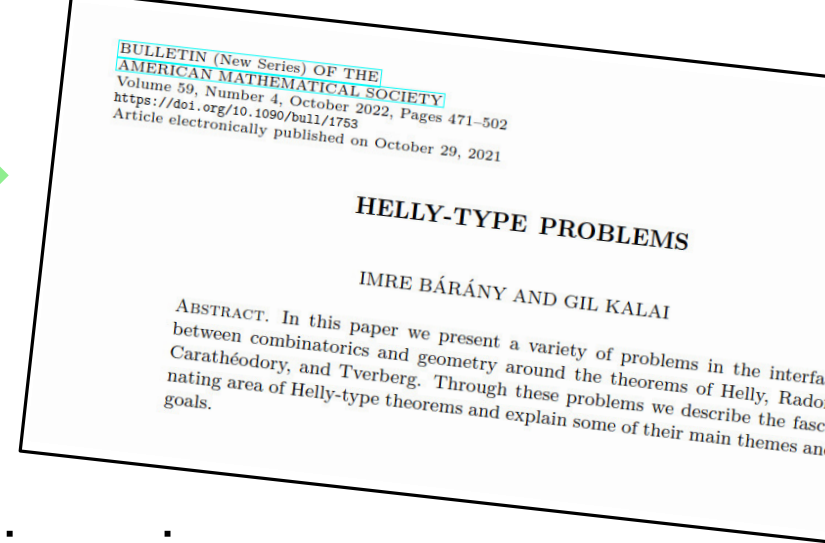 BULLETIN (New Series) OF THE
AMERICAN MATHEMATICAL SOCIETY
Volume 59, Number 4, October 2022, Pages 471–502
https://doi.org/10.1090/bull/1753
Article electronically published on October 29, 2021
HELLY-TYPE PROBLEMS
IMRE BÁRÁNY AND GIL KALAI
ABSTRACT. In this paper we present a variety of problems in the
between combinatorics and geometry around the theorems of Helly,
Carathéodory, and Tverberg. Through these problems we describe the
nating area of Helly-type theorems and explain some of their main themes
goals.